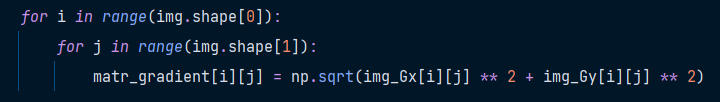 for i in range(img.shape[0]):
    for j in range(img.shape[1]):
        matr_gradient[i][j] = np.sqrt(img_Gx[i][j] ** 2 + img_Gy[i][j] ** 2)